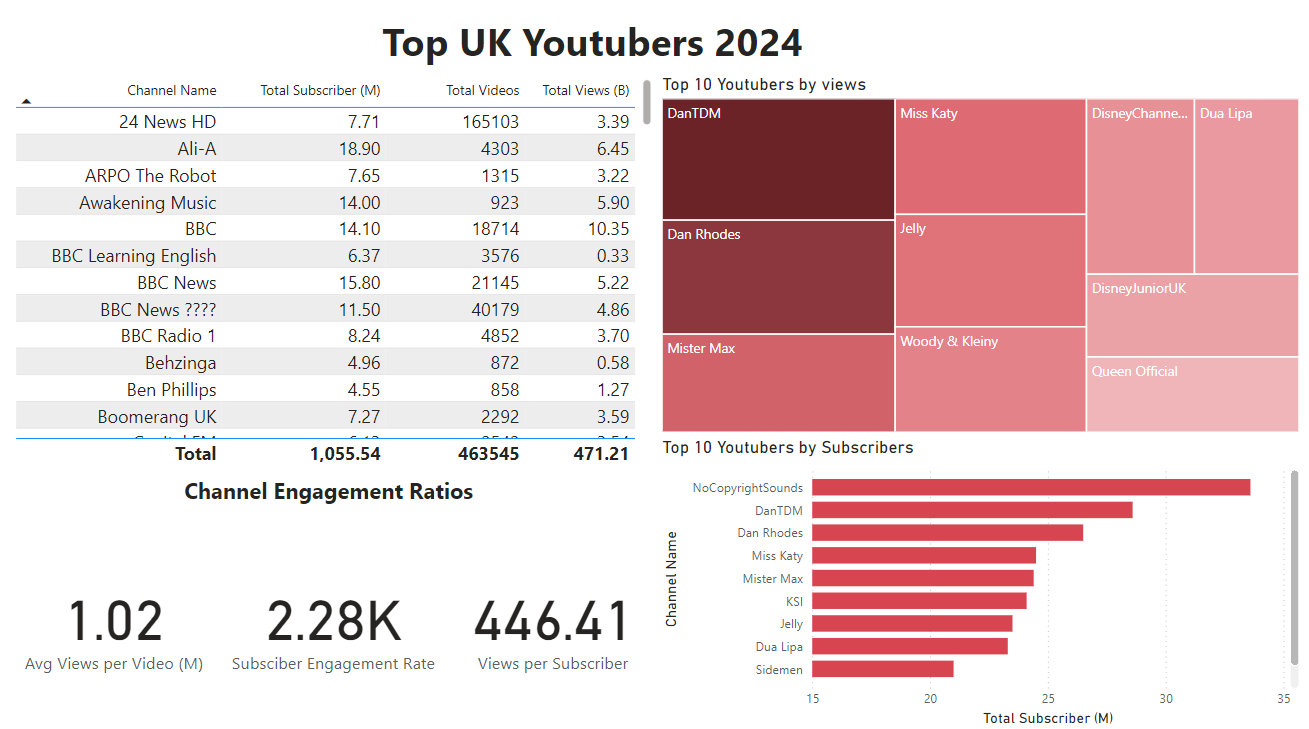 Top UK Youtubers 2024
Channel Name Total Subscriber (M) Total Videos Total Views (B)
24 News HD 7.71 165103 3.39
Ali-A 18.90 4303 6.45
ARPO The Robot 7.65 1315 3.22
Awakening Music 14.00 923 5.90
BBC 14.10 18714 10.35
BBC Learning English 6.37 3576 0.33
BBC News 15.80 21145 5.22
BBC News ???? 11.50 40179 4.86
BBC Radio 1 8.24 4852 3.70
Behzinga 4.96 872 0.58
Ben Phillips 4.55 858 1.27
Boomerang UK 7.27 2292 3.59
Total 1,055.54 463545 471.21
Channel Engagement Ratios
1.02
Avg Views per Video (M)
2.28K
Subsciber Engagement Rate
446.41
Views per Subscriber
Top 10 Youtubers by views
DanTDM
Dan Rhodes
Mister Max
Miss Katy
Jelly
Woody & Kleiny
DisneyChanne...
Dua Lipa
DisneyJuniorUK
Queen Official
Top 10 Youtubers by Subscribers
Channel Name
NoCopyrightSounds
DanTDM
Dan Rhodes
Miss Katy
Mister Max
KSI
Jelly
Dua Lipa
Sidemen
15 20 25 30 35
Total Subscriber (M)